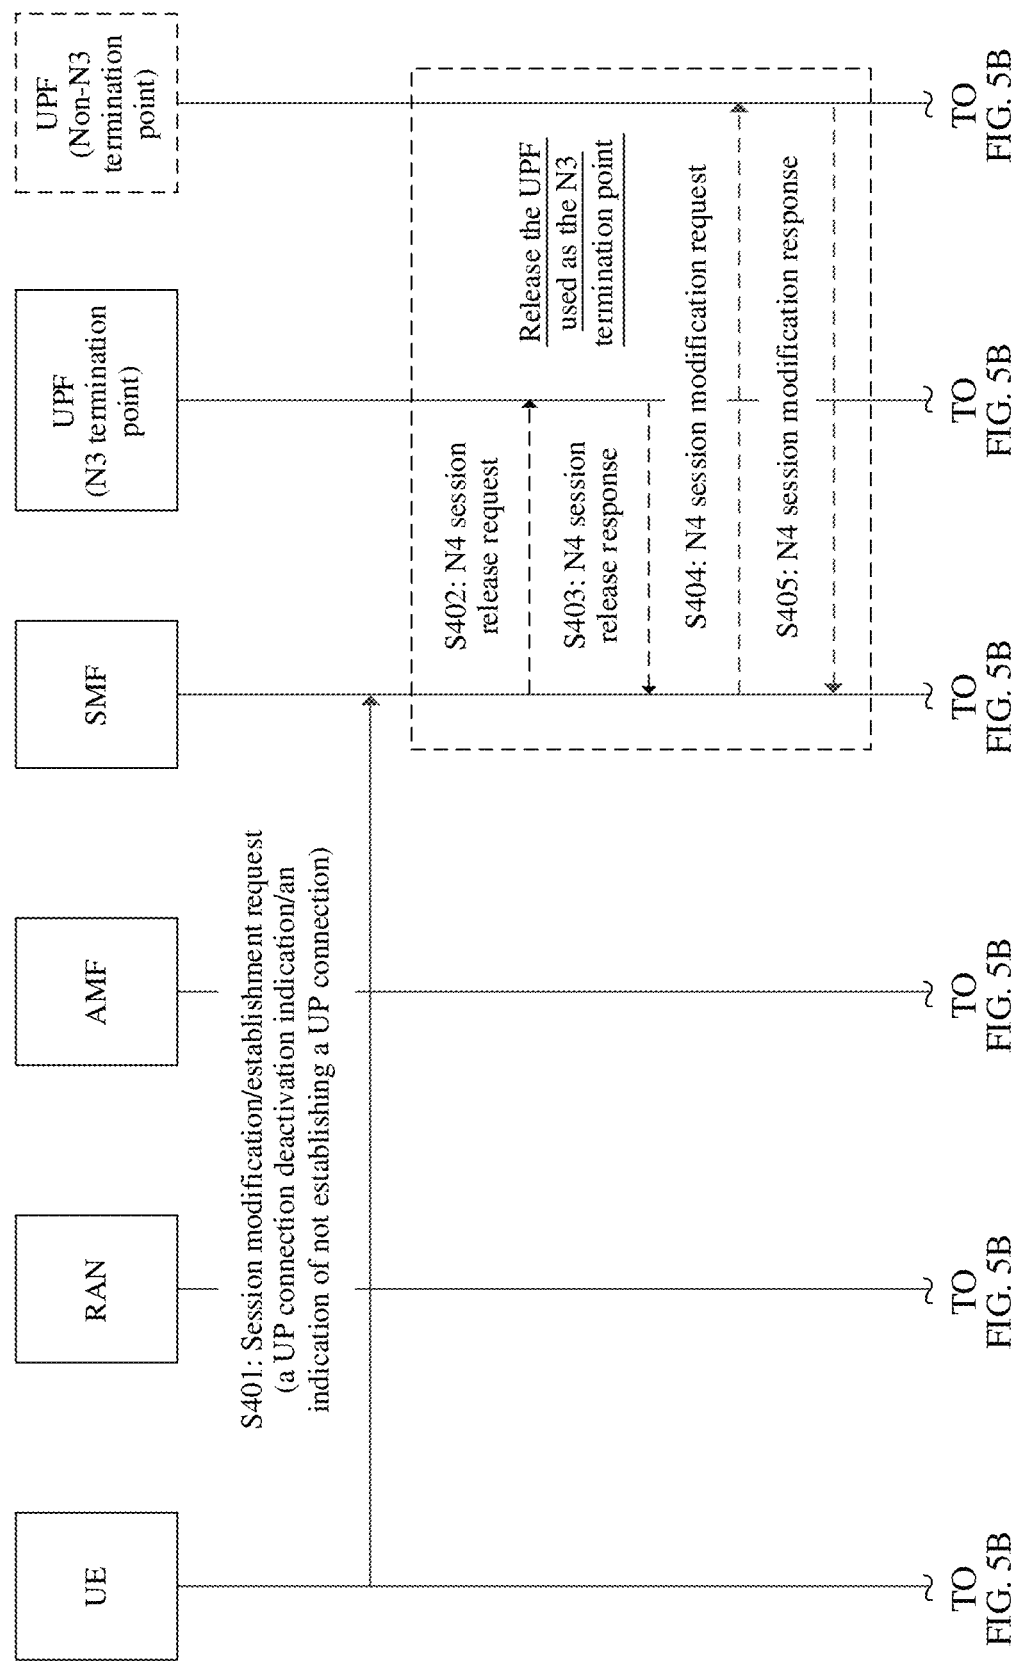 UE
RAN
AMF
SMF
UPF
(N3 termination
point)
UPF
(Non-N3
termination
point)
S401: Session modification/establishment request
(a UP connection deactivation indication/an
indication of not establishing a UP connection)
S402: N4 session
release request
Release the UPF
used as the N3
termination point
S403: N4 session
release response
S404: N4 session modification request
S405: N4 session modification response
TO
FIG. 5B
TO
FIG. 5B
TO
FIG. 5B
TO
FIG. 5B
TO
FIG. 5B
TO
FIG. 5B